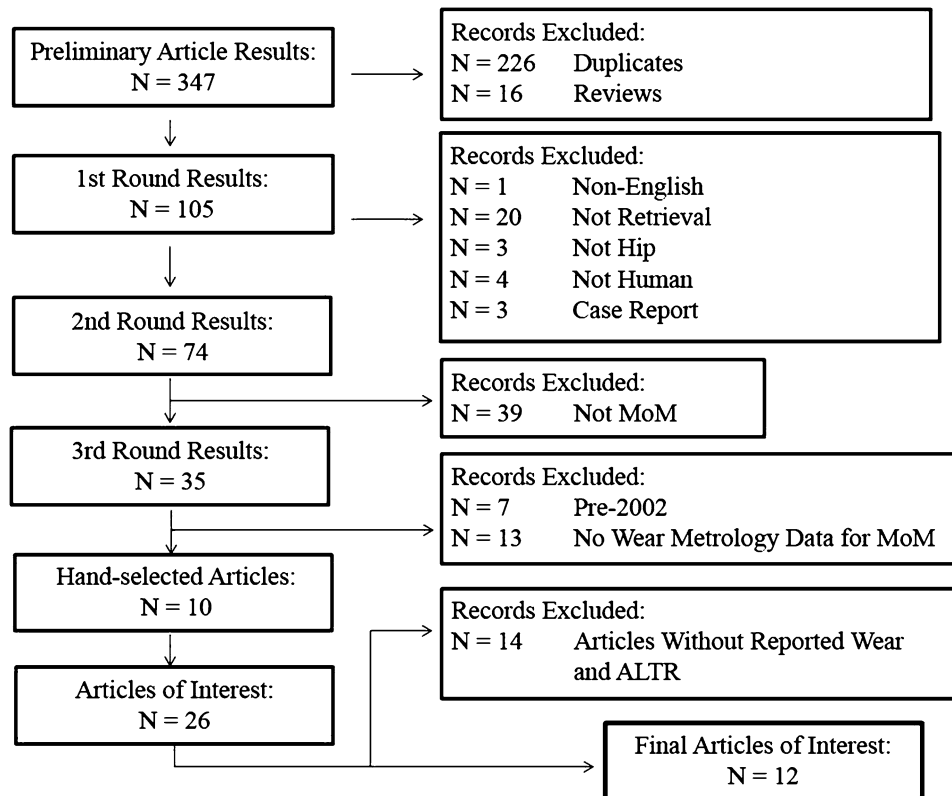 Preliminary Article Results:
N = 347
Records Excluded:
N = 226 Duplicates
N = 16 Reviews
1st Round Results:
N = 105
Records Excluded:
N = 1 Non-English
N = 20 Not Retrieval
N = 3 Not Hip
N = 4 Not Human
N = 3 Case Report
2nd Round Results:
N = 74
Records Excluded:
N = 39 Not MoM
3rd Round Results:
N = 35
Records Excluded:
N = 7 Pre-2002
N = 13 No Wear Metrology Data for MoM
Hand-selected Articles:
N = 10
Records Excluded:
N = 14 Articles Without Reported Wear
and ALTR
Articles of Interest:
N = 26
Final Articles of Interest:
N = 12